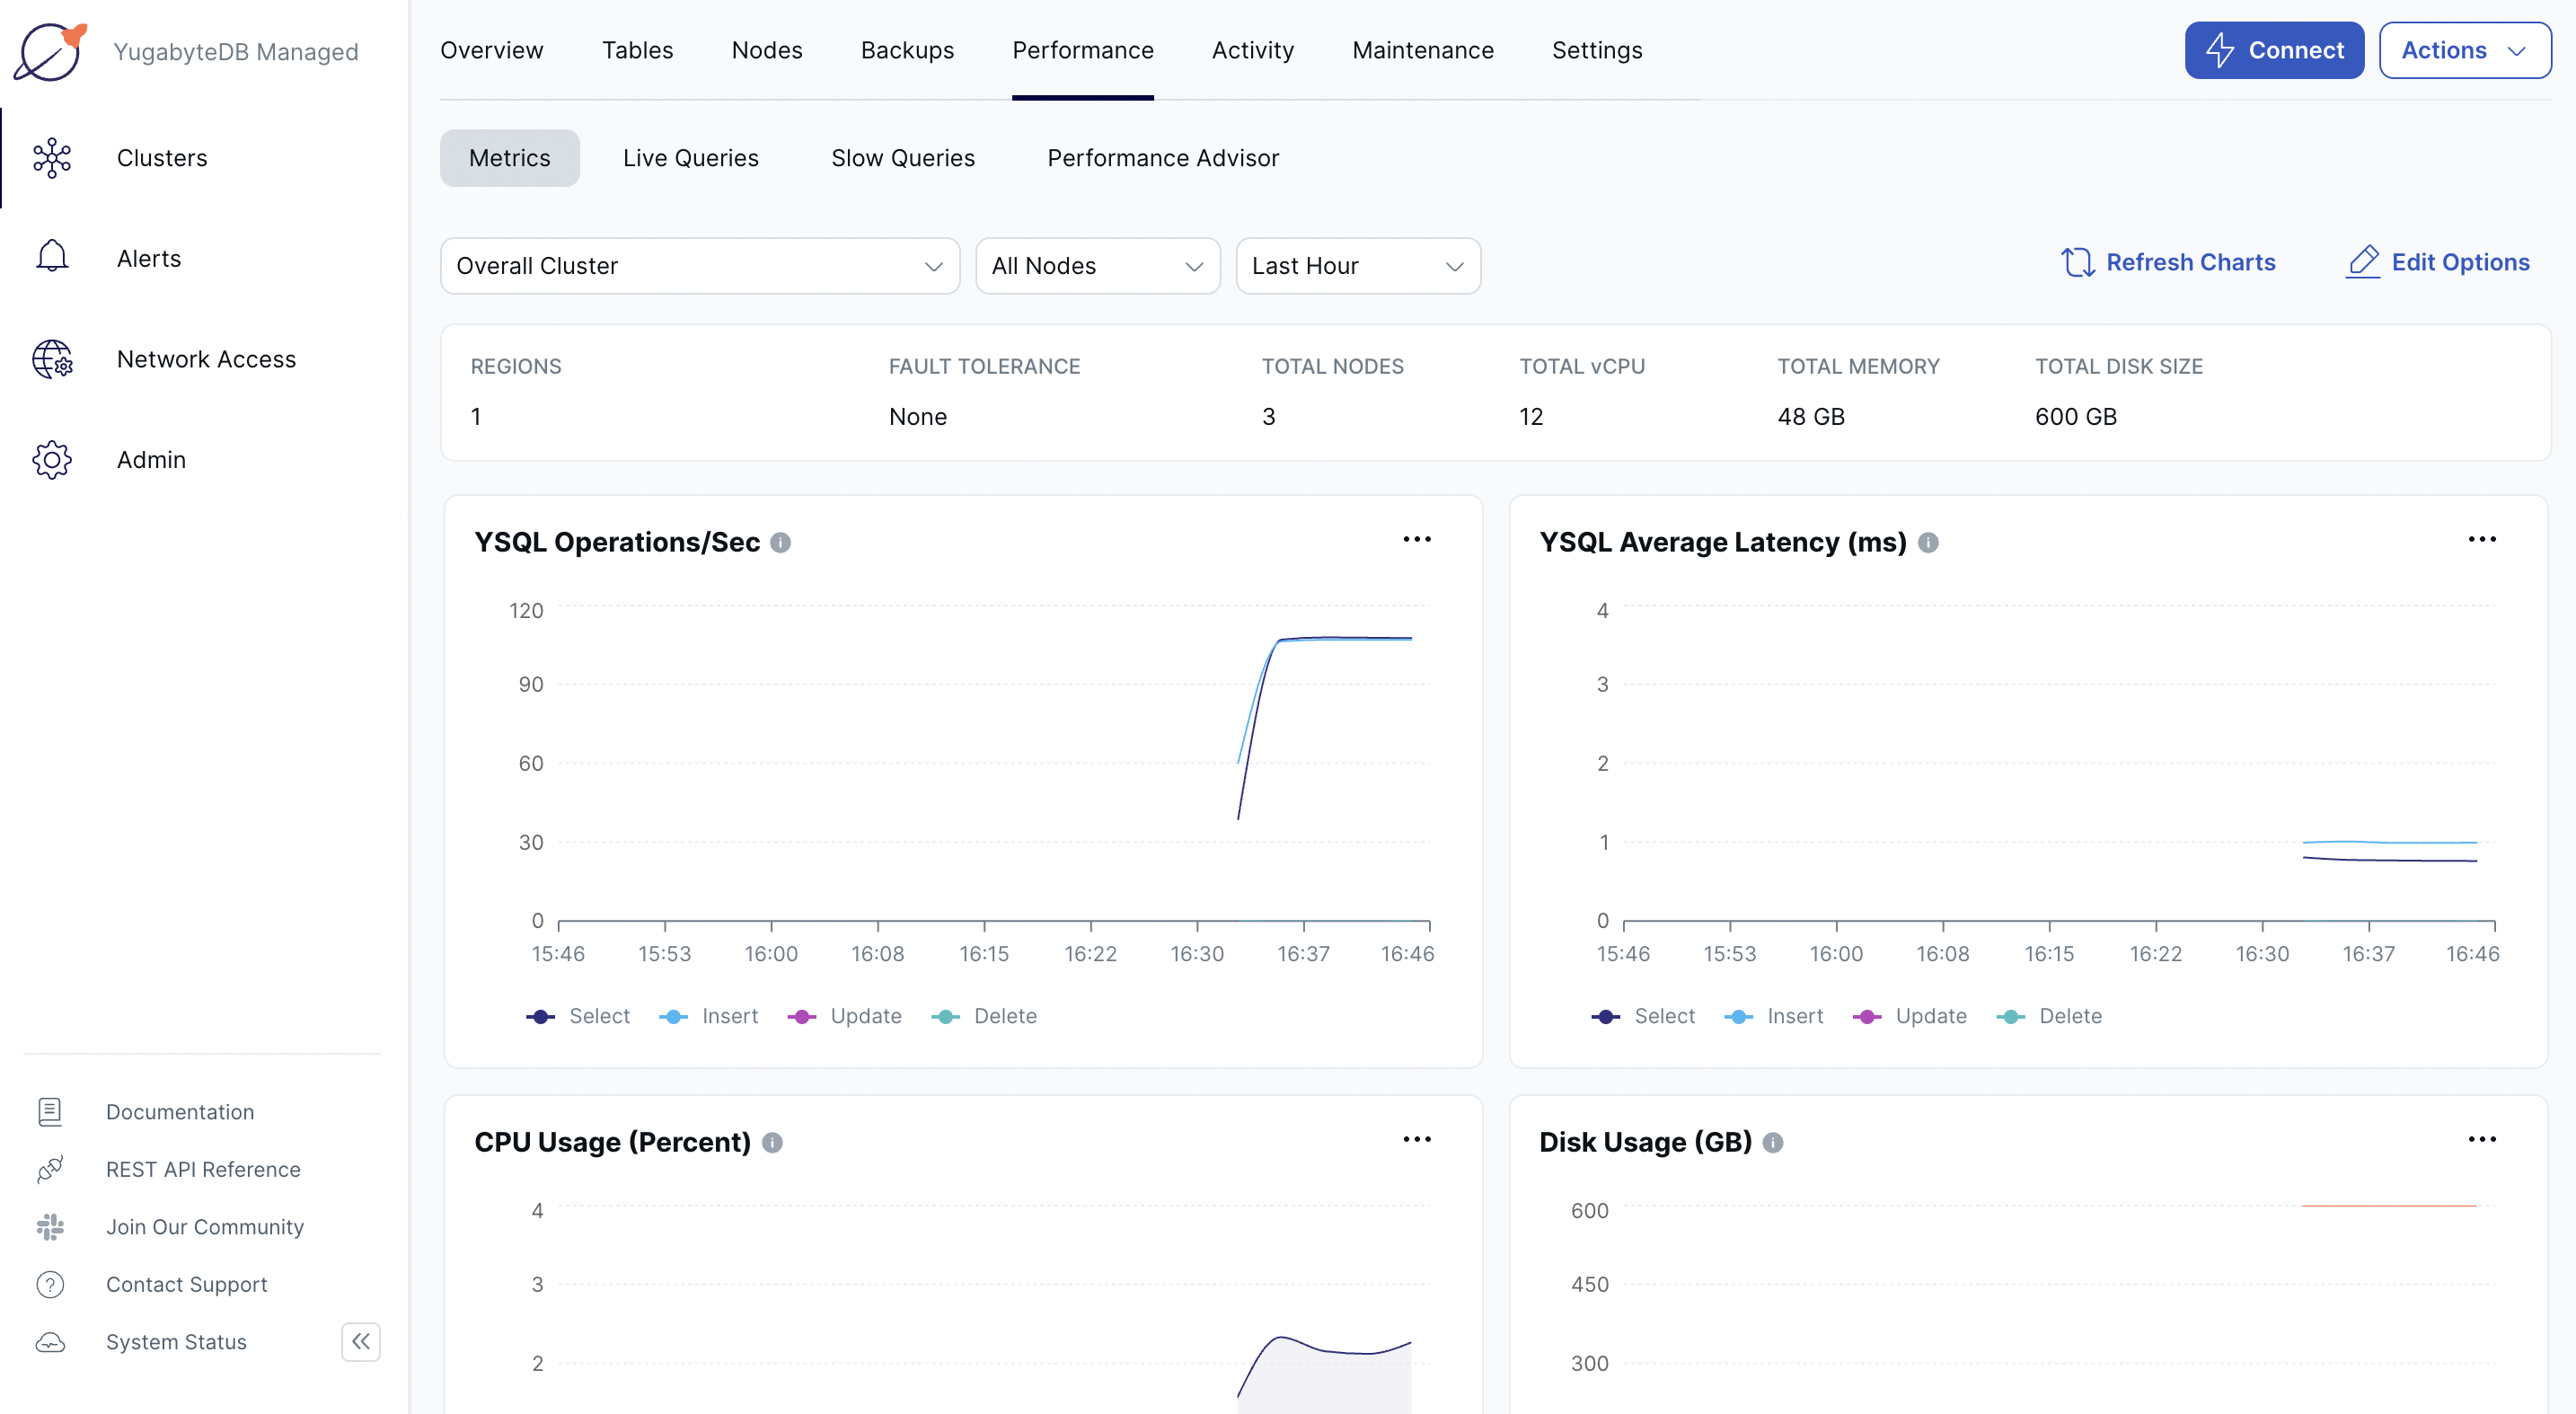 YugabyteDB Managed
Clusters
Alerts
Network Access
Admin
Documentation
REST API Reference
Join Our Community
Contact Support
System Status
Overview Tables Nodes Backups Performance Activity Maintenance Settings
Connect Actions
Metrics Live Queries Slow Queries Performance Advisor
Overall Cluster All Nodes Last Hour Refresh Charts Edit Options
REGIONS FAULT TOLERANCE TOTAL NODES TOTAL vCPU TOTAL MEMORY TOTAL DISK SIZE
1 None 3 12 48 GB 600 GB
YSQL Operations/Sec
120
90
60
30
0
15:46 15:53 16:00 16:08 16:15 16:22 16:30 16:37 16:46
Select Insert Update Delete
YSQL Average Latency (ms)
4
3
2
1
0
15:46 15:53 16:00 16:08 16:15 16:22 16:30 16:37 16:46
Select Insert Update Delete
CPU Usage (Percent)
4
3
2
Disk Usage (GB)
600
450
300